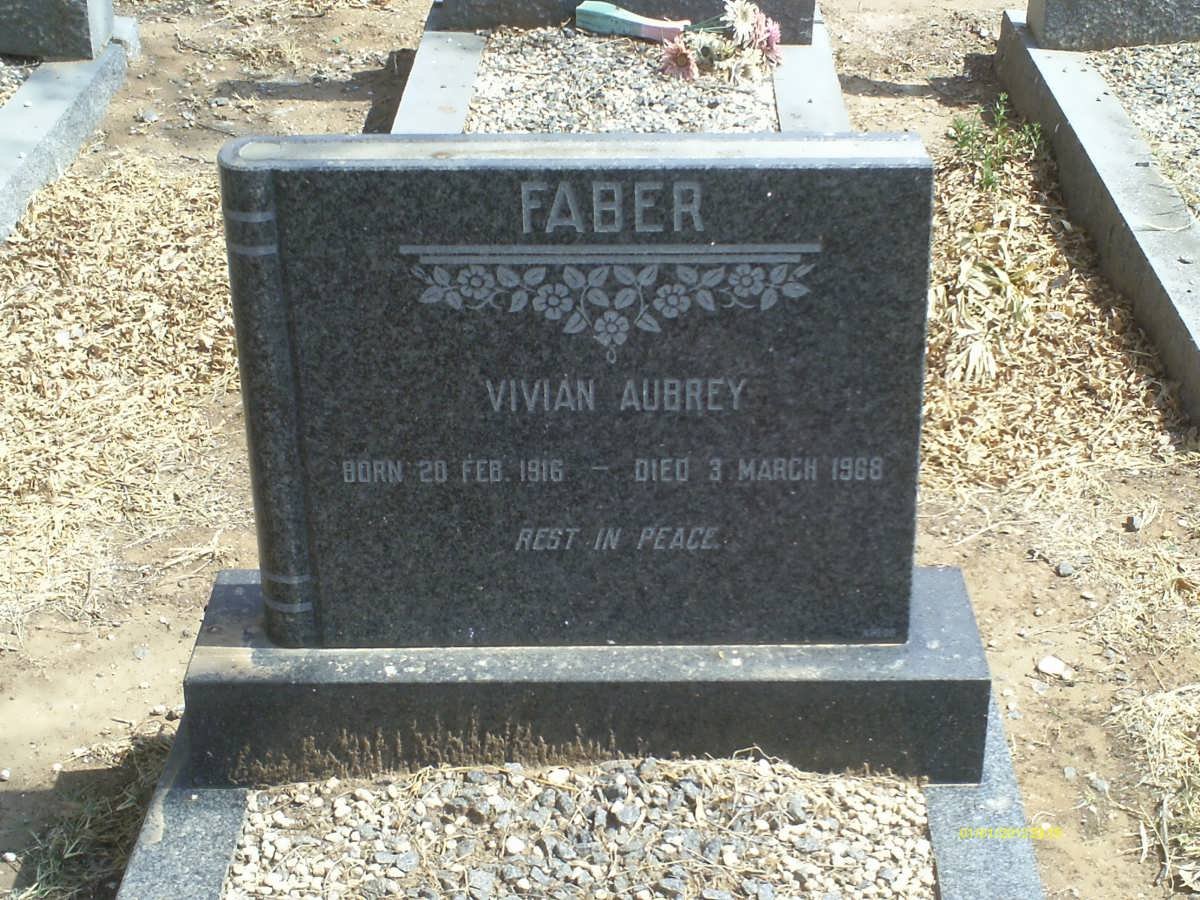 FABER
VIVIAN AUBREY
BORN 20 FEB. 1916 — DIED 3 MARCH 1968
REST IN PEACE.